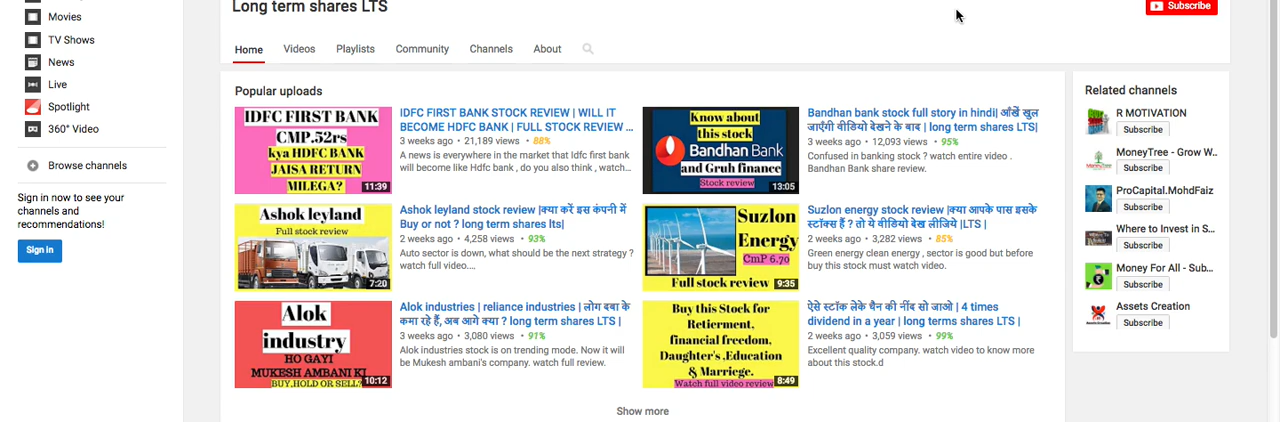 Movies
TV Shows
News
Live
Spotlight
360° Video
Browse channels
Sign in now to see your
channels and
recommendations!
Sign in
Long term shares LTS
Subscribe
Home Videos Playlists Community Channels About
Popular uploads
IDFC FIRST BANK
CMP.52rs
kya HDFC BANK
JAISA RETURN
MILEGA?
11:39
IDFC FIRST BANK STOCK REVIEW | WILL IT
BECOME HDFC BANK | FULL STOCK REVIEW ...
3 weeks ago • 21,189 views • 88%
A news is everywhere in the market that Idfc first bank
will become like Hdfc bank , do you also think , watch...
Know about
this stock
Bandhan Bank
and Gruh finance
Stock review
13:05
Bandhan bank stock full story in hindi| आँखें खुल
जाएँगी वीडियो देखने के बाद | long term shares LTS|
3 weeks ago • 12,093 views • 95%
Confused in banking stock ? watch entire video .
Bandhan Bank share review.
Ashok leyland
Full stock review
7:20
Ashok leyland stock review |क्या करें इस कंपनी में
Buy or not ? long term shares lts|
2 weeks ago • 4,258 views • 93%
Auto sector is down, what should be the next strategy ?
watch full video....
Suzlon
Energy
CmP 6.70
Full stock review
9:35
Suzlon energy stock review |क्या आपके पास इसके
स्टॉक्स हैं ? तो ये वीडियो देख लीजिये |LTS |
2 weeks ago • 3,282 views • 85%
Green energy clean energy , sector is good but before
buy this stock must watch video.
Alok
industry
HO GAYI
MUKESH AMBANI KI
BUY,HOLD OR SELL?
10:12
Alok industries | reliance industries | लोग दबा के
कमा रहे हैं, अब आगे क्या ? long term shares LTS |
3 weeks ago • 3,080 views • 91%
Alok industries stock is on trending mode. Now it will
be Mukesh ambani's company. watch full review.
Buy this Stock for
Retierment,
financial freedom,
Daughter's ,Education
& Marriege.
Watch full video review
8:49
ऐसे स्टॉक लेके चैन की नींद सो जाओ | 4 times
dividend in a year | long terms shares LTS |
2 weeks ago • 3,059 views • 99%
Excellent quality company. watch video to know more
about this stock.d
Show more
Related channels
R MOTIVATION
Subscribe
MoneyTree - Grow W...
Subscribe
ProCapital.MohdFaiz
Subscribe
Where to Invest in S...
Subscribe
Money For All - Sub...
Subscribe
Assets Creation
Subscribe